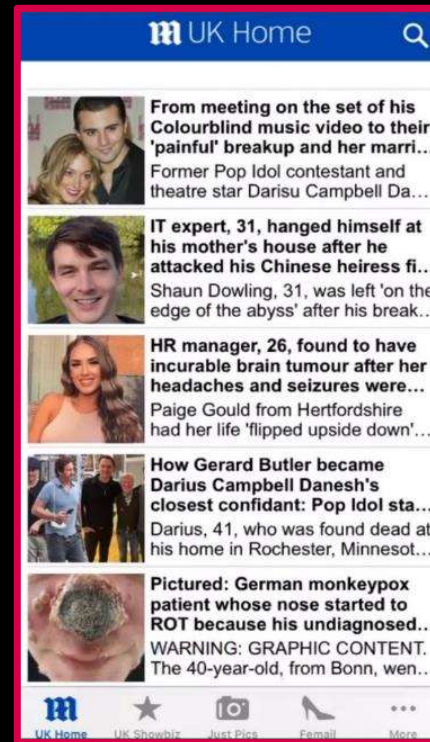 m UK Home
From meeting on the set of his
Colourblind music video to their
'painful' breakup and her marri...
Former Pop Idol contestant and
theatre star Darisu Campbell Da...
IT expert, 31, hanged himself at
his mother's house after he
attacked his Chinese heiress fi...
Shaun Dowling, 31, was left 'on the
edge of the abyss' after his break...
HR manager, 26, found to have
incurable brain tumour after her
headaches and seizures were...
Paige Gould from Hertfordshire
had her life 'flipped upside down'...
How Gerard Butler became
Darius Campbell Danesh's
closest confidant: Pop Idol sta...
Darius, 41, who was found dead at
his home in Rochester, Minnesot...
Pictured: German monkeypox
patient whose nose started to
ROT because his undiagnosed...
WARNING: GRAPHIC CONTENT.
The 40-year-old, from Bonn, wen...
m
UK Home UK Showbiz Just Pics Femail More